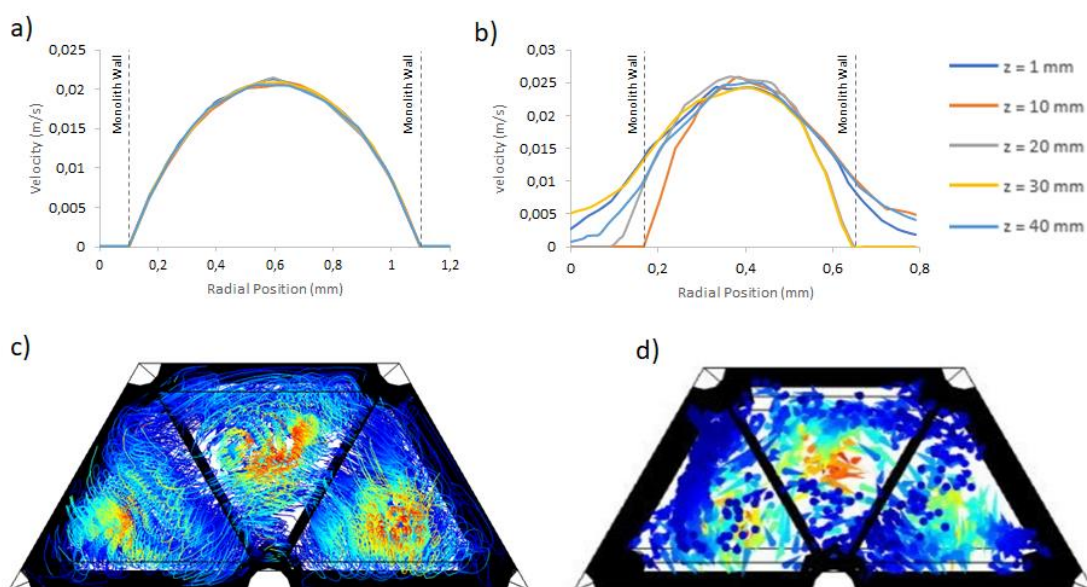 a)
b)
0,025
0,02
0,015
0,01
0,005
0
Velocity (m/s)
Monolith Wall
Monolith Wall
0
0,2
0,4
0,6
0,8
1
1,2
Radial Position (mm)
0,03
0,025
0,02
0,015
0,01
0,005
0
velocity (m/s)
Monolith Wall
Monolith Wall
0
0,2
0,4
0,6
0,8
Radial Position (mm)
z = 1 mm
z = 10 mm
z = 20 mm
z = 30 mm
z = 40 mm
c)
d)